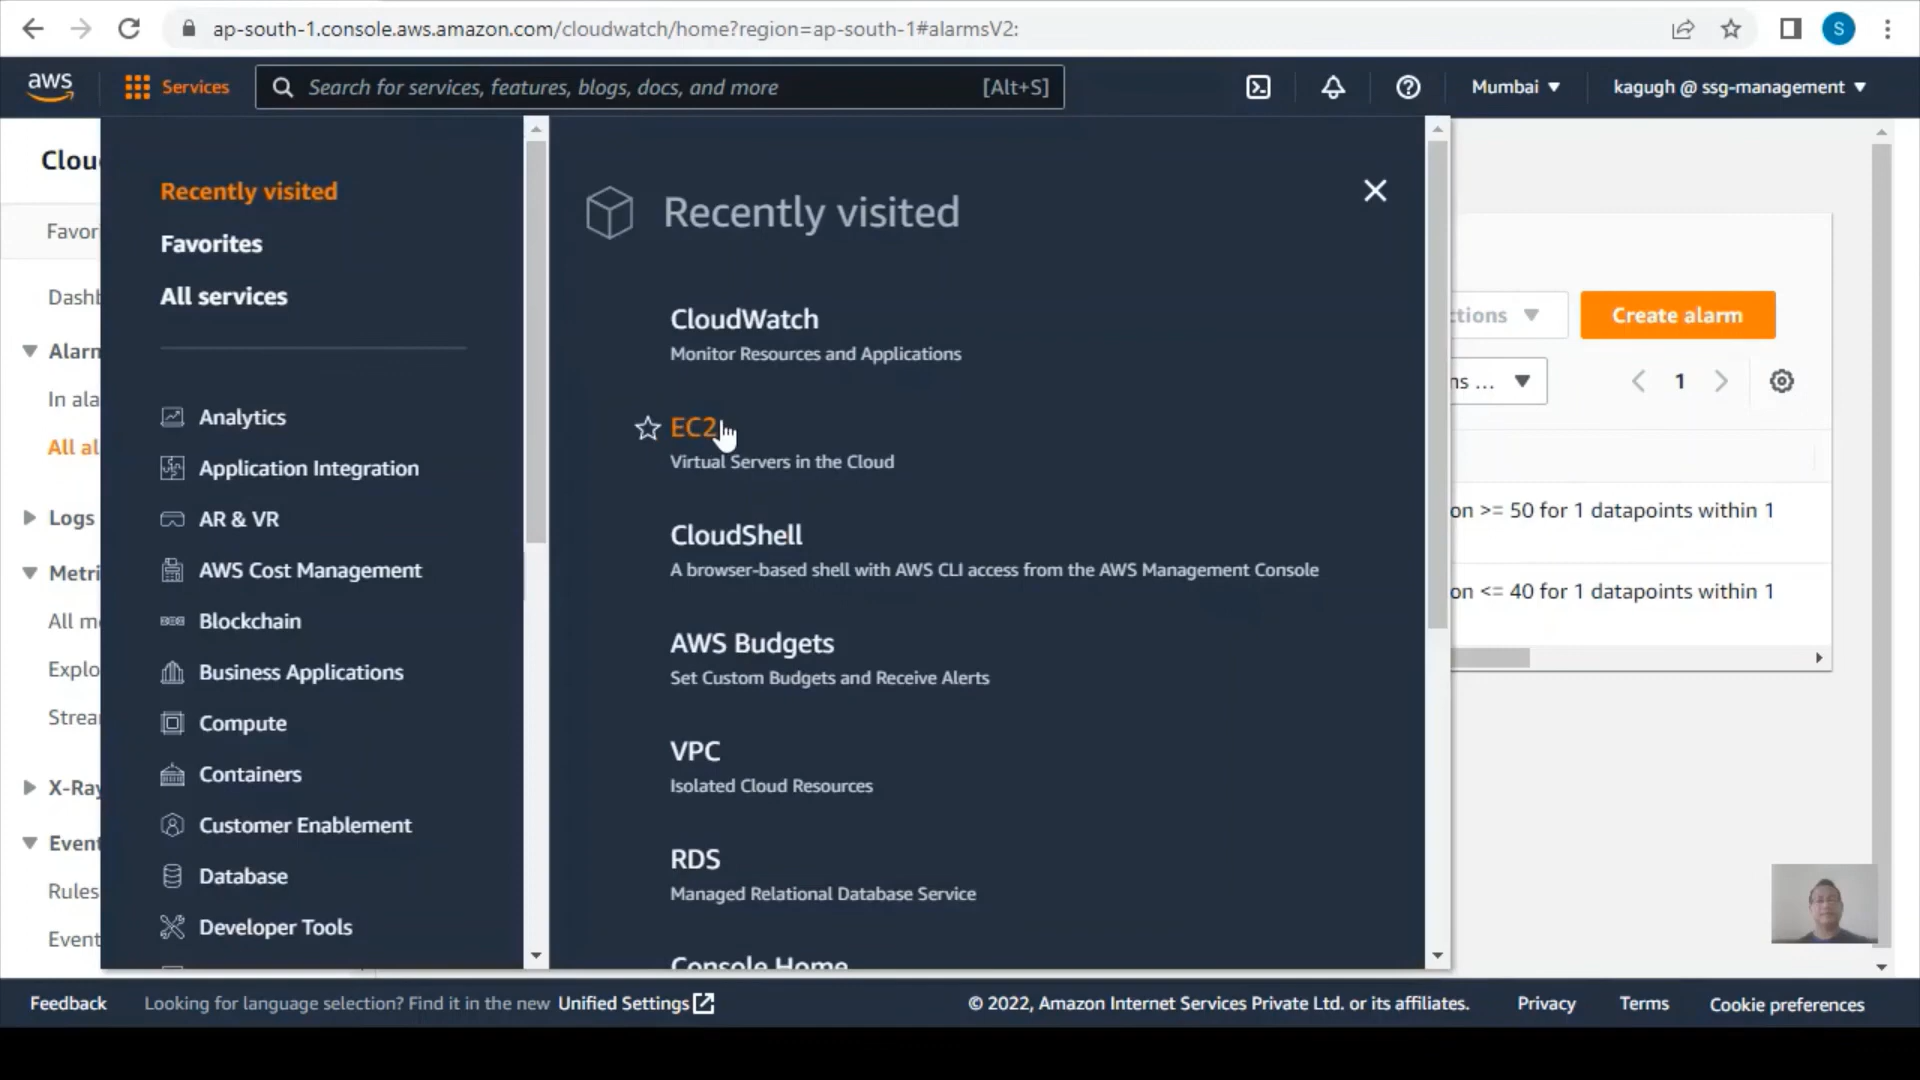 ap-south-1.console.aws.amazon.com/cloudwatch/home?region=ap-south-1#alarmsV2:
S
aws
Services
Search for services, features, blogs, docs, and more
[Alt+S]
Mumbai
kagugh @ ssg-management
Clou
Favor
Dashb
Alarm
In ala
All al
Logs
Metri
All me
Explo
Strea
X-Ray
Event
Rules
Event
Recently visited
Favorites
All services
Analytics
Application Integration
AR & VR
AWS Cost Management
Blockchain
Business Applications
Compute
Containers
Customer Enablement
Database
Developer Tools
Recently visited
CloudWatch
Monitor Resources and Applications
EC2
Virtual Servers in the Cloud
CloudShell
A browser-based shell with AWS CLI access from the AWS Management Console
AWS Budgets
Set Custom Budgets and Receive Alerts
VPC
Isolated Cloud Resources
RDS
Managed Relational Database Service
Console Home
ctions
Create alarm
ns ...
1
on >= 50 for 1 datapoints within 1
on <= 40 for 1 datapoints within 1
Feedback
Looking for language selection? Find it in the new Unified Settings
© 2022, Amazon Internet Services Private Ltd. or its affiliates.
Privacy
Terms
Cookie preferences